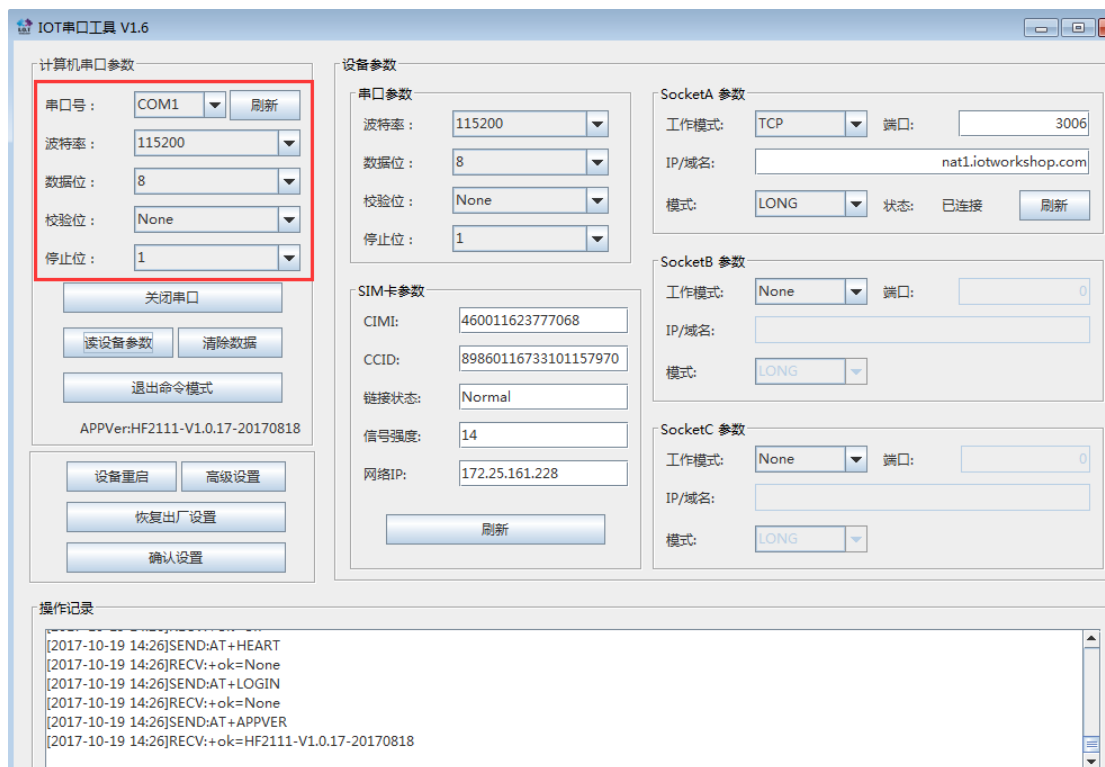 IOT串口工具 V1.6
计算机串口参数
串口号： COM1 刷新
波特率： 115200
数据位： 8
校验位： None
停止位： 1
关闭串口
读设备参数 清除数据
退出命令模式
APPVer:HF2111-V1.0.17-20170818
设备重启 高级设置
恢复出厂设置
确认设置
设备参数
串口参数
波特率： 115200
数据位： 8
校验位： None
停止位： 1
SIM卡参数
CIMI: 460011623777068
CCID: 89860116733101157970
链接状态: Normal
信号强度: 14
网络IP: 172.25.161.228
刷新
SocketA 参数
工作模式: TCP 端口: 3006
IP/域名: nat1.iotworkshop.com
模式: LONG 状态: 已连接 刷新
SocketB 参数
工作模式: None 端口: 0
IP/域名:
模式: LONG
SocketC 参数
工作模式: None 端口: 0
IP/域名:
模式: LONG
操作记录
[2017-10-19 14:26]SEND:AT+HEART
[2017-10-19 14:26]RECV:+ok=None
[2017-10-19 14:26]SEND:AT+LOGIN
[2017-10-19 14:26]RECV:+ok=None
[2017-10-19 14:26]SEND:AT+APPVER
[2017-10-19 14:26]RECV:+ok=HF2111-V1.0.17-20170818